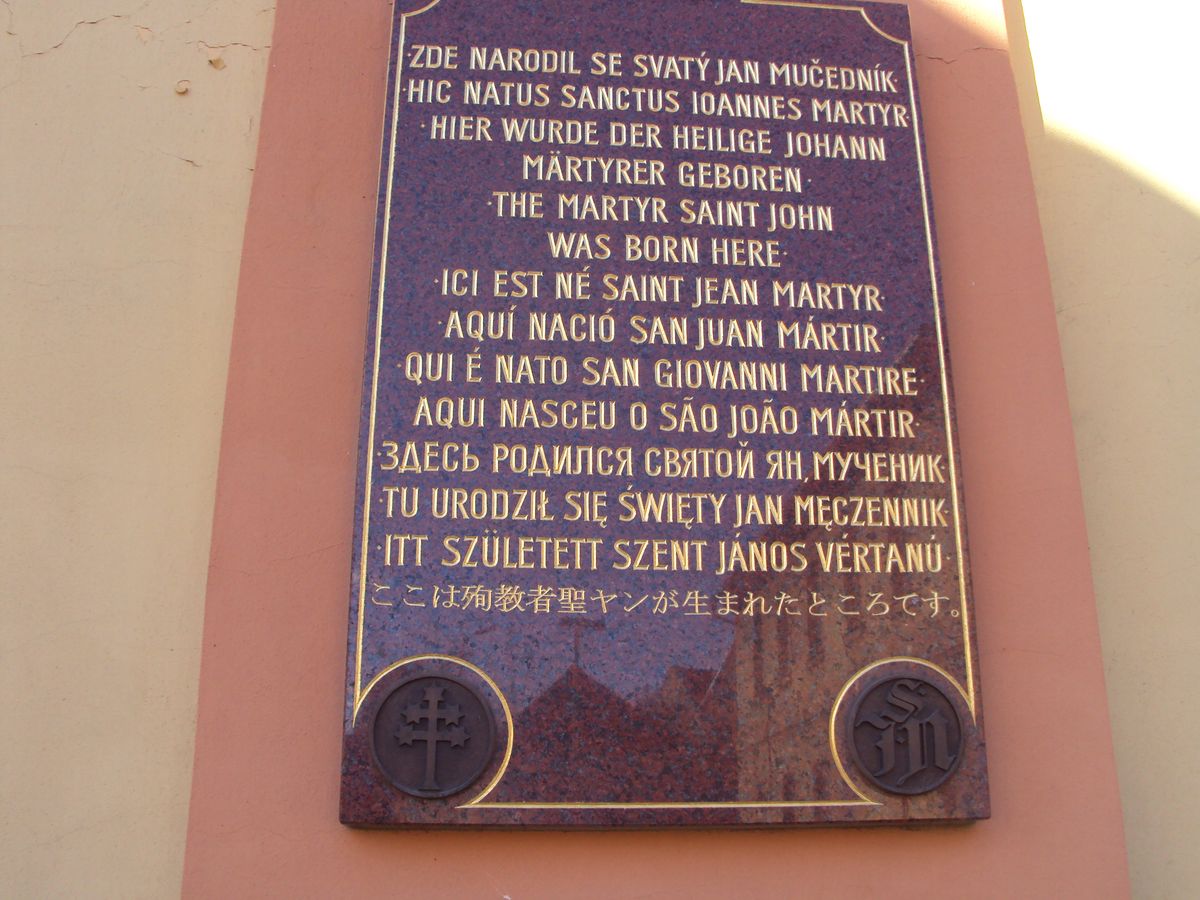 ·ZDE NARODIL SE SVATÝ JAN MUČEDNÍK·
·HIC NATUS SANCTUS IOANNES MARTYR·
·HIER WURDE DER HEILIGE JOHANN
MÄRTYRER GEBOREN·
·THE MARTYR SAINT JOHN
WAS BORN HERE·
·ICI EST NÉ SAINT JEAN MARTYR·
·AQUÍ NACIÓ SAN JUAN MÁRTIR·
·QUI É NATO SAN GIOVANNI MARTIRE·
·AQUI NASCEU O SÃO JOÃO MÁRTIR·
·ЗДЕСЬ РОДИЛСЯ СВЯТОЙ ЯН, МУЧЕНИК·
·TU URODZIŁ SIĘ ŚWIĘTY JAN MĘCZENNIK·
·ITT SZÜLETETT SZENT JÁNOS VÉRTANÚ·
ここは殉教者聖ヤンが生まれたところです。